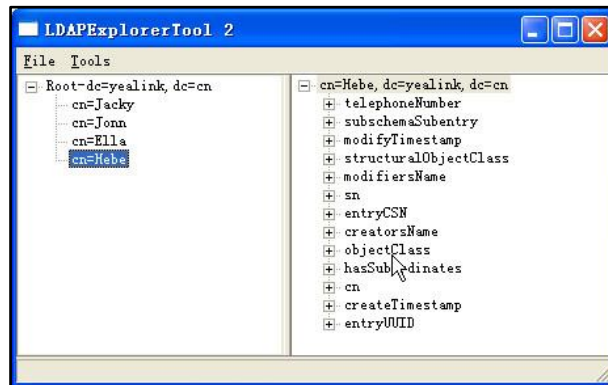 LDAPExplorerTool 2
File Tools
Root-dc=yealink, dc=cn
cn=Jacky
cn=Jonn
cn=Ella
cn=Hebe
cn=Hebe, dc=yealink, dc=cn
telephoneNumber
subschemaSubentry
modifyTimestamp
structuralObjectClass
modifiersName
sn
entryCSN
creatorsName
objectClass
hasSubordinates
cn
createTimestamp
entryUUID